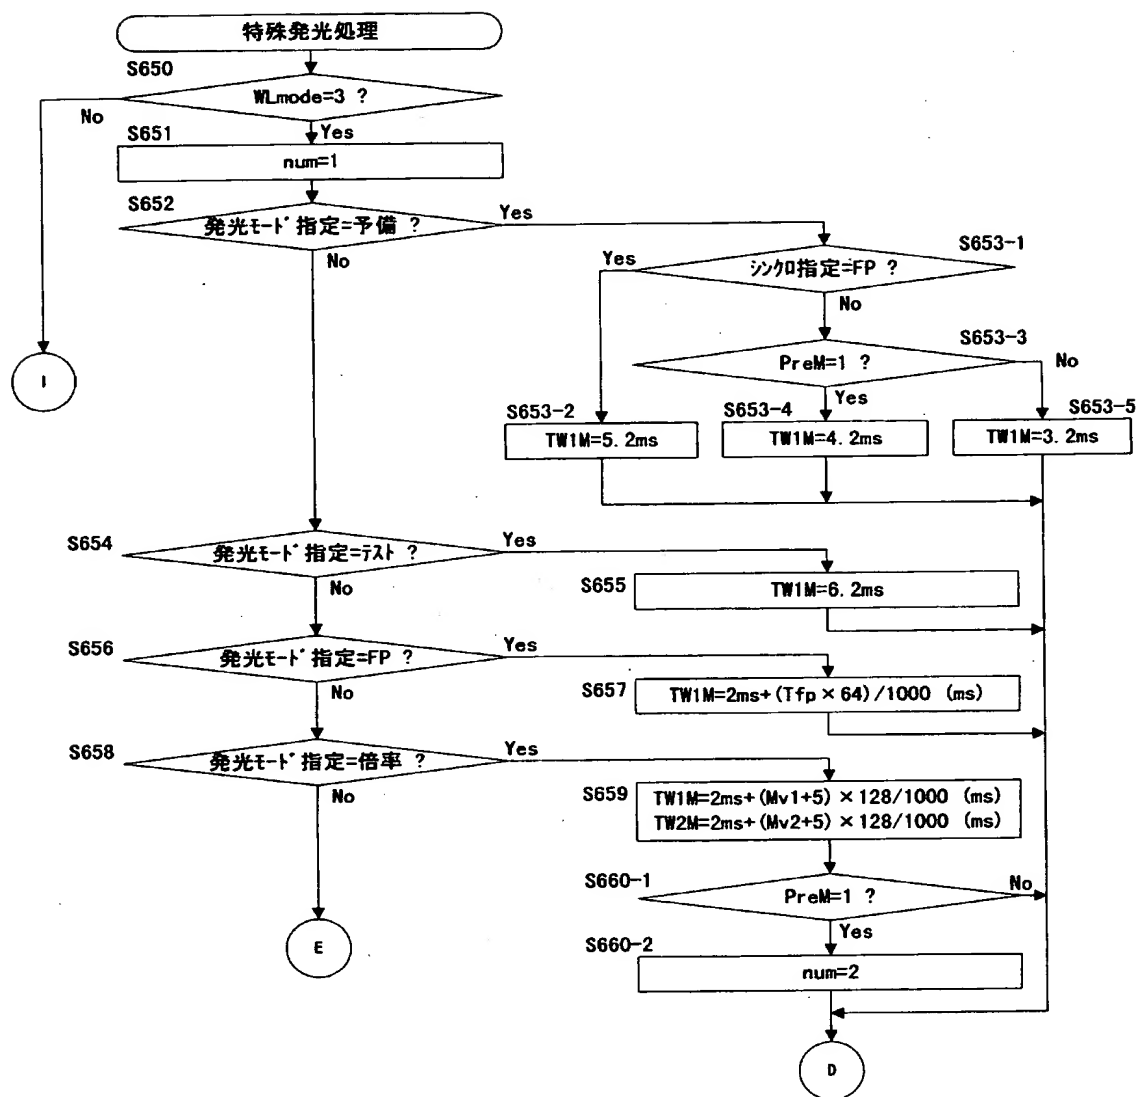 特殊発光処理
S650
WLmode=3 ?
No
Yes
S651
num=1
S652
発光ﾓｰﾄﾞ指定=予備 ?
Yes
No
S653-1
ｼﾝｸﾛ指定=FP ?
Yes
No
S653-3
PreM=1 ?
No
Yes
I
S653-2
TW1M=5.2ms
S653-4
TW1M=4.2ms
S653-5
TW1M=3.2ms
S654
発光ﾓｰﾄﾞ指定=ﾃｽﾄ ?
Yes
No
S655
TW1M=6.2ms
S656
発光ﾓｰﾄﾞ指定=FP ?
Yes
No
S657
TW1M=2ms+(Tfp×64)/1000 (ms)
S658
発光ﾓｰﾄﾞ指定=倍率 ?
Yes
No
S659
TW1M=2ms+(Mv1+5)×128/1000 (ms)
TW2M=2ms+(Mv2+5)×128/1000 (ms)
S660-1
PreM=1 ?
No
Yes
E
S660-2
num=2
D